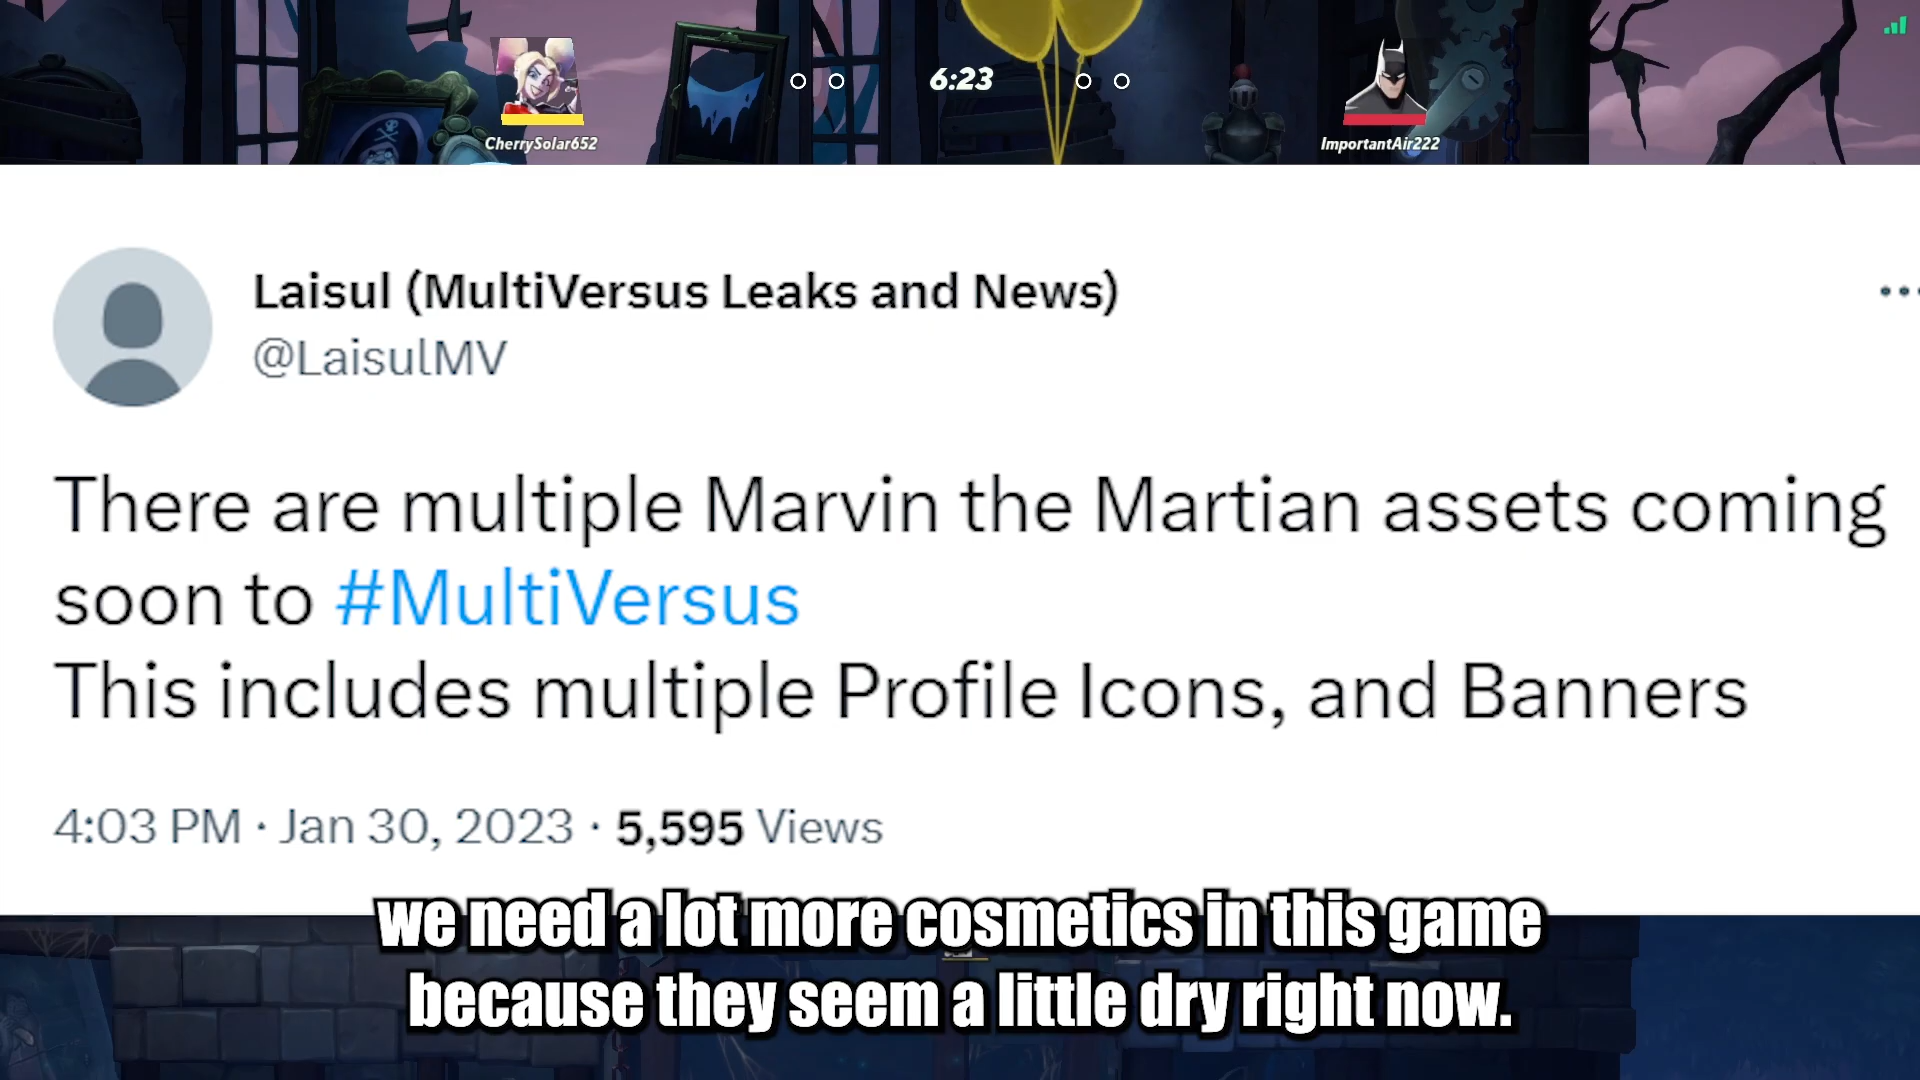 6:23
CherrySolar652
ImportantAir222
Laisul (MultiVersus Leaks and News)
@LaisulMV
There are multiple Marvin the Martian assets coming
soon to #MultiVersus
This includes multiple Profile Icons, and Banners
4:03 PM · Jan 30, 2023 · 5,595 Views
we need a lot more cosmetics in this game
because they seem a little dry right now.